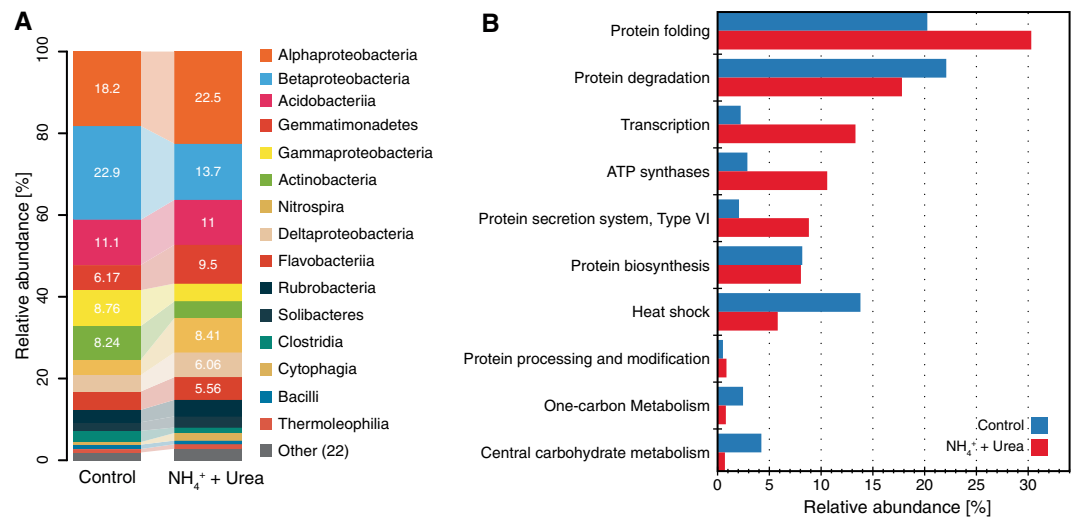 A
Relative abundance [%]
100
80
60
40
20
0
18.2
22.9
11.1
6.17
8.76
8.24
22.5
13.7
11
9.5
8.41
6.06
5.56
Control
NH₄⁺ + Urea
Alphaproteobacteria
Betaproteobacteria
Acidobacteriia
Gemmatimonadetes
Gammaproteobacteria
Actinobacteria
Nitrospira
Deltaproteobacteria
Flavobacteriia
Rubrobacteria
Solibacteres
Clostridia
Cytophagia
Bacilli
Thermoleophilia
Other (22)
B
Protein folding
Protein degradation
Transcription
ATP synthases
Protein secretion system, Type VI
Protein biosynthesis
Heat shock
Protein processing and modification
One-carbon Metabolism
Central carbohydrate metabolism
Control
NH₄⁺ + Urea
0 5 10 15 20 25 30
Relative abundance [%]